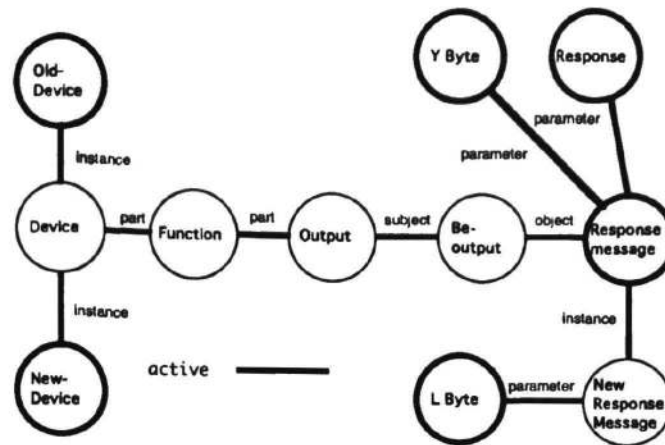 Old-
Device
Y Byte
Response
instance
parameter
parameter
Device
part
Function
part
Output
subject
Be-
output
object
Response
message
instance
instance
active
New-
Device
L Byte
parameter
New
Response
Message